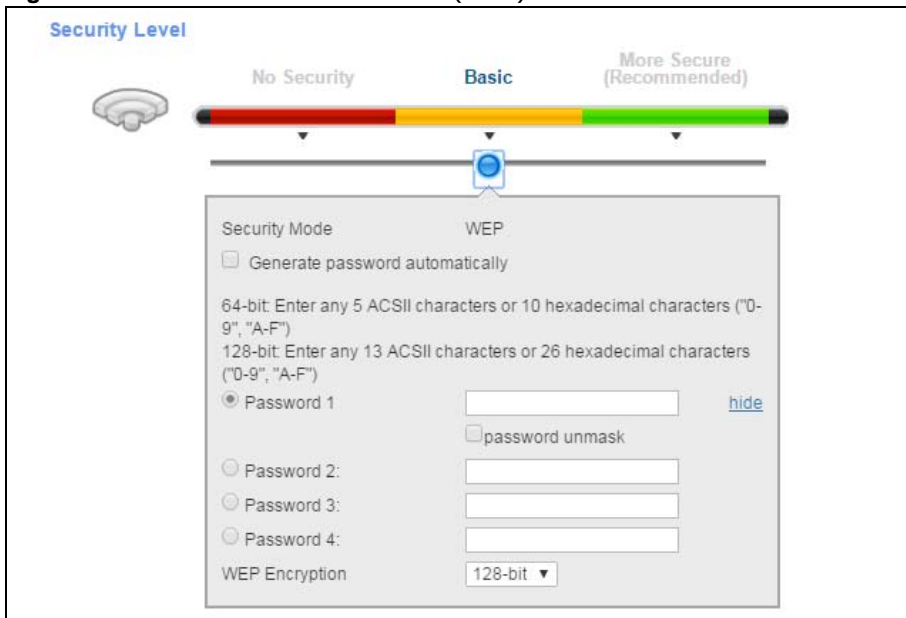 Security Level
No Security
Basic
More Secure
(Recommended)
Security Mode WEP
Generate password automatically
64-bit: Enter any 5 ACSII characters or 10 hexadecimal characters ("0-
9", "A-F")
128-bit: Enter any 13 ACSII characters or 26 hexadecimal characters
("0-9", "A-F")
Password 1 hide
password unmask
Password 2:
Password 3:
Password 4:
WEP Encryption 128-bit